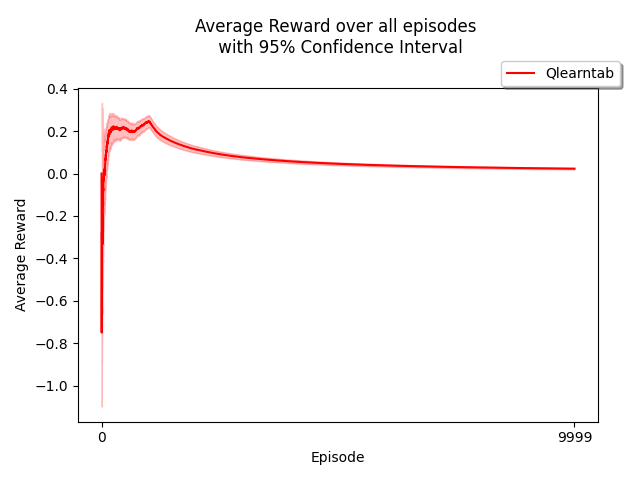 Average Reward over all episodes
with 95% Confidence Interval
Qlearntab
0.4
0.2
0.0
−0.2
−0.4
−0.6
−0.8
−1.0
Average Reward
0
9999
Episode